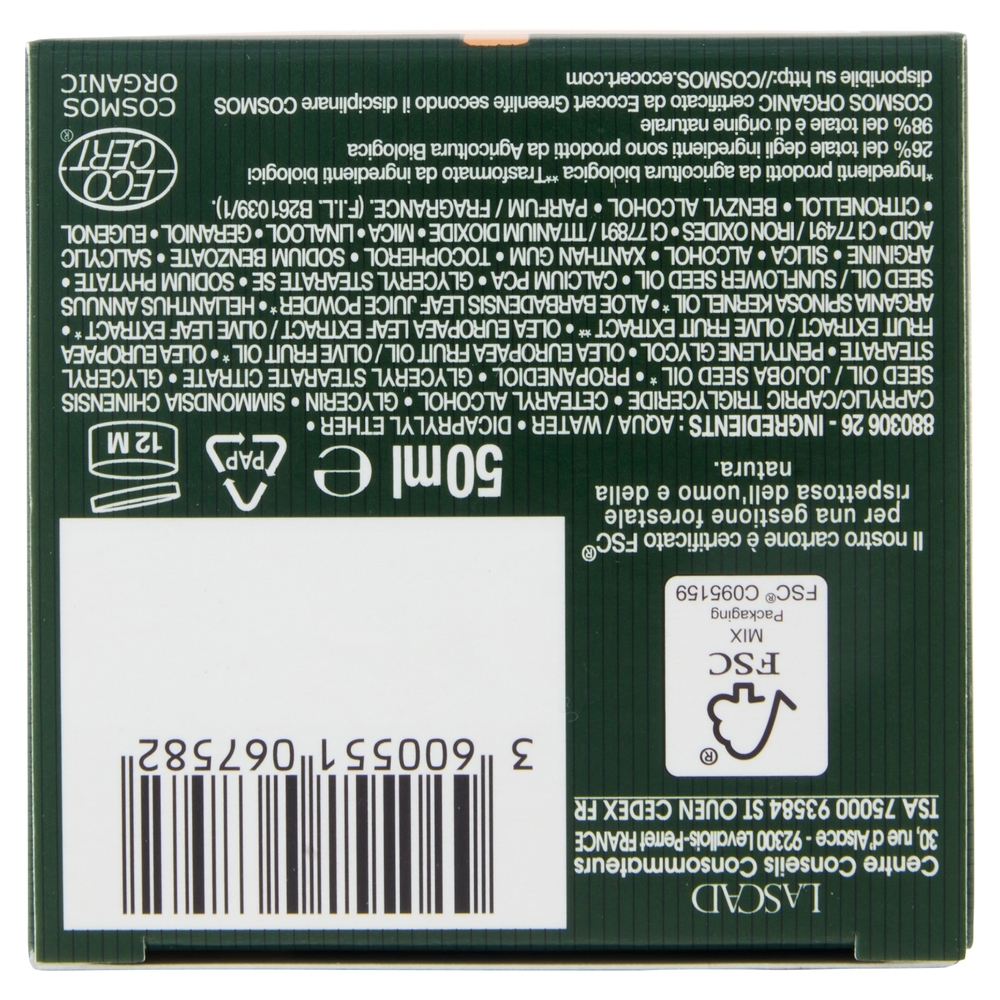 LASCAD
Centre Conseils Consommateurs
30, rue d'Alsace - 92300 Levallois-Perret FRANCE
TSA 75000 93584 ST OUEN CEDEX FR
®
FSC
MIX
Packaging
FSC® C095159
Il nostro cartone è certificato FSC®
per una gestione forestale
rispettosa dell'uomo e della
natura.
3 600551 067582
50ml ℮
PAP
12 M
880306 26 - INGREDIENTS : AQUA / WATER • DICAPRYLYL ETHER •
CAPRYLIC/CAPRIC TRIGLYCERIDE • CETEARYL ALCOHOL • GLYCERIN • SIMMONDSIA CHINENSIS
SEED OIL / JOJOBA SEED OIL * • PROPANEDIOL • GLYCERYL STEARATE CITRATE • GLYCERYL
STEARATE • PENTYLENE GLYCOL • OLEA EUROPAEA FRUIT OIL / OLIVE FRUIT OIL * • OLEA EUROPAEA
FRUIT EXTRACT / OLIVE FRUIT EXTRACT ** • OLEA EUROPAEA LEAF EXTRACT / OLIVE LEAF EXTRACT * •
ARGANIA SPINOSA KERNEL OIL * • ALOE BARBADENSIS LEAF JUICE POWDER * • HELIANTHUS ANNUUS
SEED OIL / SUNFLOWER SEED OIL • CALCIUM PCA • GLYCERYL STEARATE SE • SODIUM PHYTATE •
ARGININE • SILICA • ALCOHOL • XANTHAN GUM • TOCOPHEROL • SODIUM BENZOATE • SALICYLIC
ACID • CI 77491 / IRON OXIDES • CI 77891 / TITANIUM DIOXIDE • MICA • LINALOOL • GERANIOL • EUGENOL
• CITRONELLOL • BENZYL ALCOHOL • PARFUM / FRAGRANCE. (F.I.L. B261039/1).
*Ingredienti prodotti da agricoltura biologica **Trasformato da ingredienti biologici
26% del totale degli ingredienti sono prodotti da Agricoltura Biologica
98% del totale è di origine naturale
COSMOS ORGANIC certificato da Ecocert Greenlife secondo il disciplinare COSMOS
disponibile su http://COSMOS.ecocert.com
ECO
CERT
®
COSMOS
ORGANIC